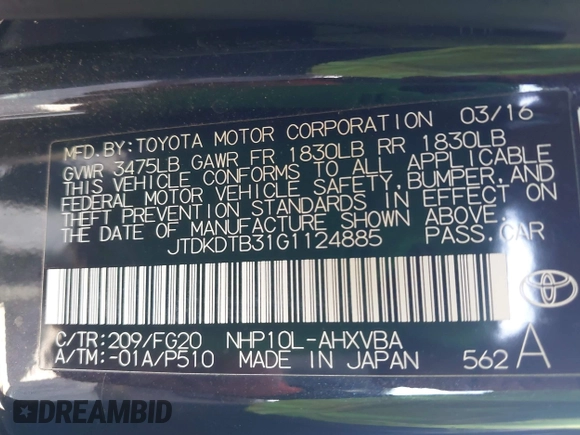 MFD.BY:TOYOTA MOTOR CORPORATION 03/16
GVWR 3475LB GAWR FR 1830LB RR 1830LB
THIS VEHICLE CONFORMS TO ALL APPLICABLE
FEDERAL MOTOR VEHICLE SAFETY,BUMPER,AND
THEFT PREVENTION STANDARDS IN EFFECT ON
THE DATE OF MANUFACTURE SHOWN ABOVE.
JTDKDTB31G1124885 PASS.CAR
C/TR:209/FG20 NHP10L-AHXVBA
A/TM:-01A/P510 MADE IN JAPAN 562 A
DREAMBID